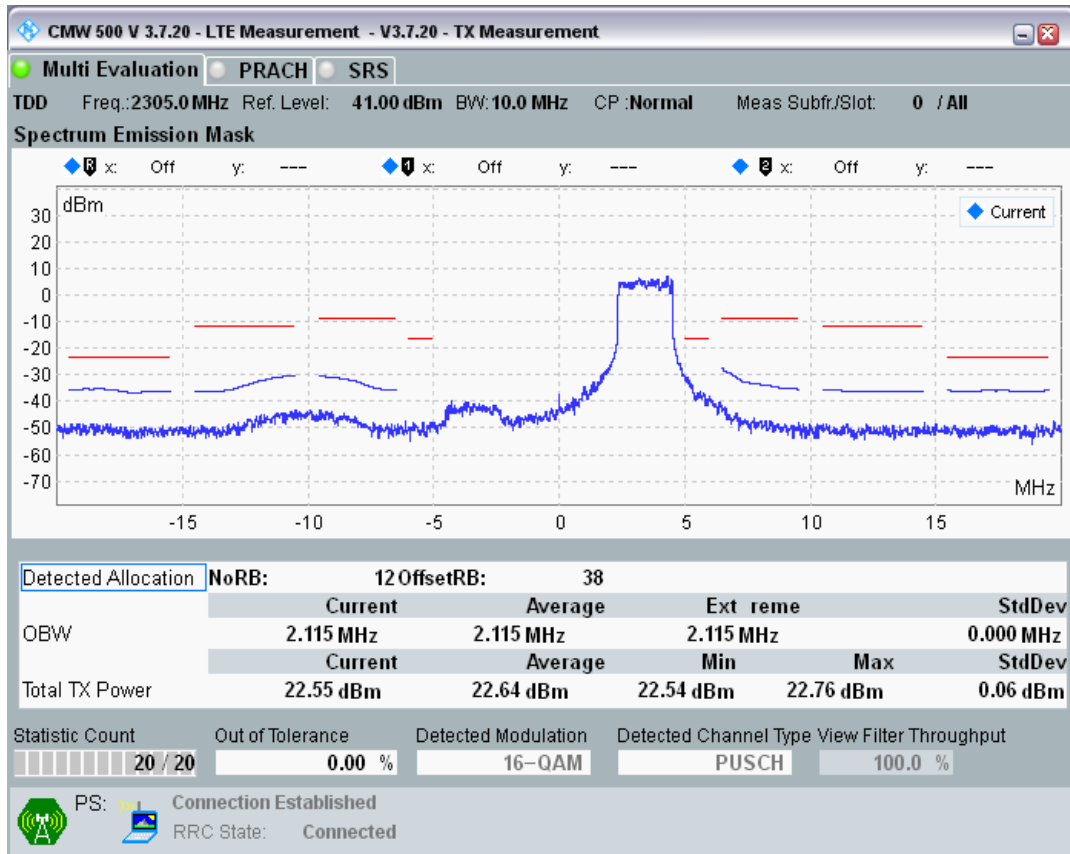 CMW 500 V 3.7.20 - LTE Measurement - V3.7.20 - TX Measurement
Multi Evaluation PRACH SRS
TDD Freq.:2305.0 MHz Ref. Level: 41.00 dBm BW:10.0 MHz CP :Normal Meas Subfr./Slot: 0 / All
Spectrum Emission Mask
R x: Off y: --- 1 x: Off y: --- 2 x: Off y: ---
dBm
Current
30
20
10
0
-10
-20
-30
-40
-50
-60
-70
MHz
-15 -10 -5 0 5 10 15
Detected Allocation NoRB: 12 OffsetRB: 38
Current Average Ext reme StdDev
OBW 2.115 MHz 2.115 MHz 2.115 MHz 0.000 MHz
Current Average Min Max StdDev
Total TX Power 22.55 dBm 22.64 dBm 22.54 dBm 22.76 dBm 0.06 dBm
Statistic Count Out of Tolerance Detected Modulation Detected Channel Type View Filter Throughput
20 / 20 0.00 % 16-QAM PUSCH 100.0 %
PS: Connection Established
RRC State: Connected